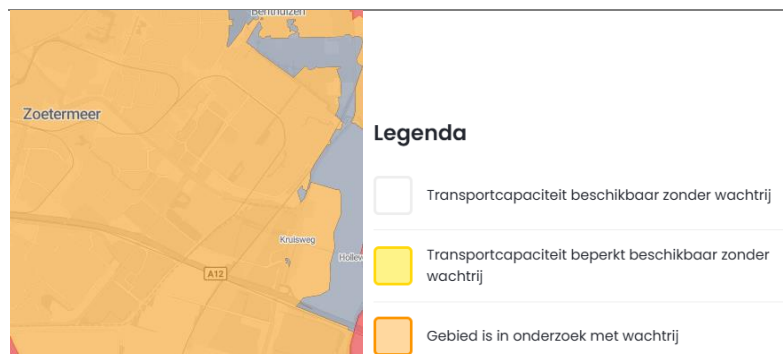 Benthuizen
Zoetermeer
Legenda
Transportcapaciteit beschikbaar zonder wachtrij
Transportcapaciteit beperkt beschikbaar zonder
wachtrij
Kruisweg
A12
Gebied is in onderzoek met wachtrij